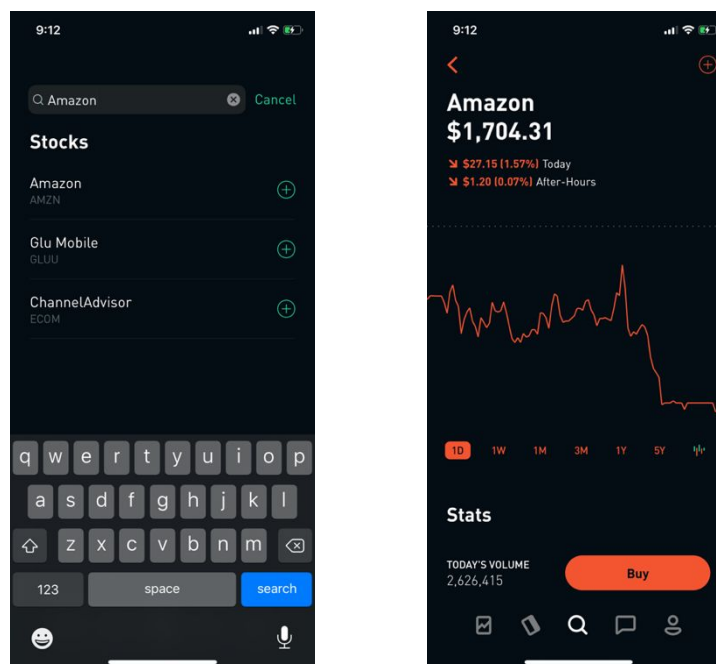 9:12
Amazon
Cancel
Stocks
Amazon
AMZN
Glu Mobile
GLUU
ChannelAdvisor
ECOM
q w e r t y u i o p
a s d f g h j k l
z x c v b n m
123 space search
9:12
Amazon
$1,704.31
$27.15 (1.57%) Today
$1.20 (0.07%) After-Hours
1D 1W 1M 3M 1Y 5Y
Stats
TODAY'S VOLUME
2,626,415
Buy